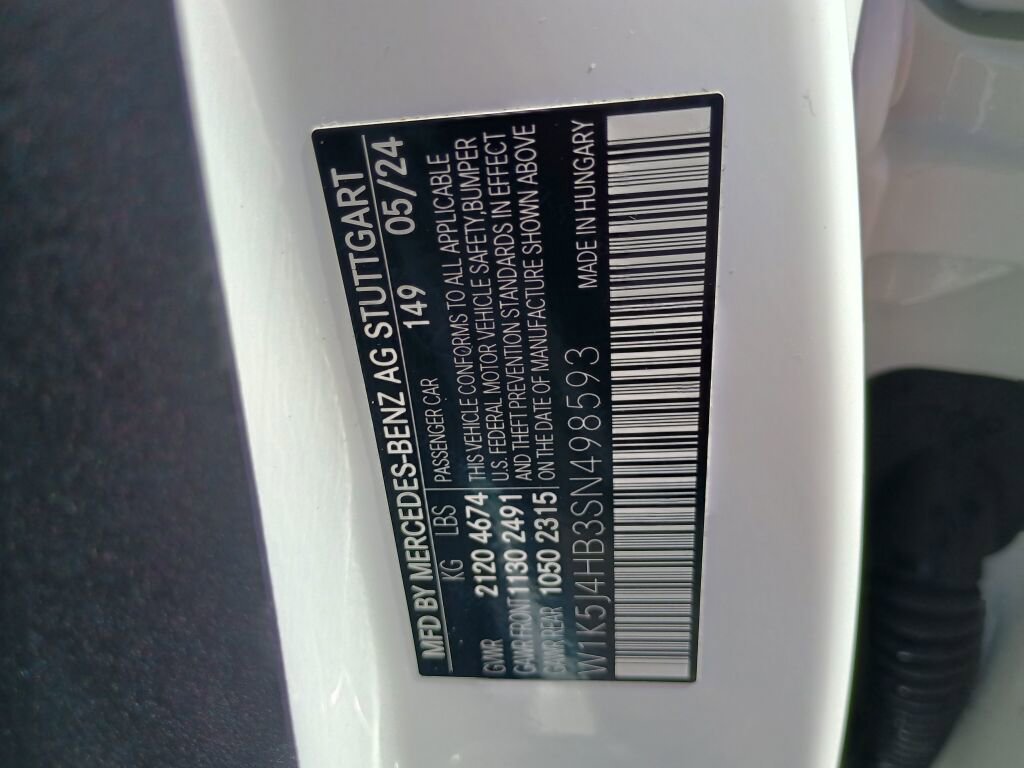 MFD BY MERCEDES-BENZ AG STUTTGART
KG LBS PASSENGER CAR 149 05/24
GVWR 2120 4674 THIS VEHICLE CONFORMS TO ALL APPLICABLE
U.S. FEDERAL MOTOR VEHICLE SAFETY,BUMPER
GAWR FRONT 1130 2491 AND THEFT PREVENTION STANDARDS IN EFFECT
GAWR REAR 1050 2315 ON THE DATE OF MANUFACTURE SHOWN ABOVE
MADE IN HUNGARY
W1K5J4HB3SN498593